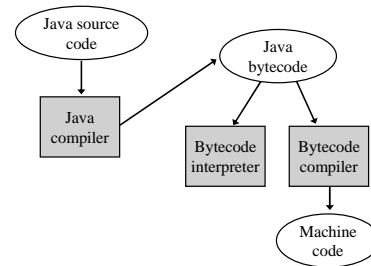 Java source
code
Java
compiler
Java
bytecode
Bytecode
interpreter
Bytecode
compiler
Machine
code